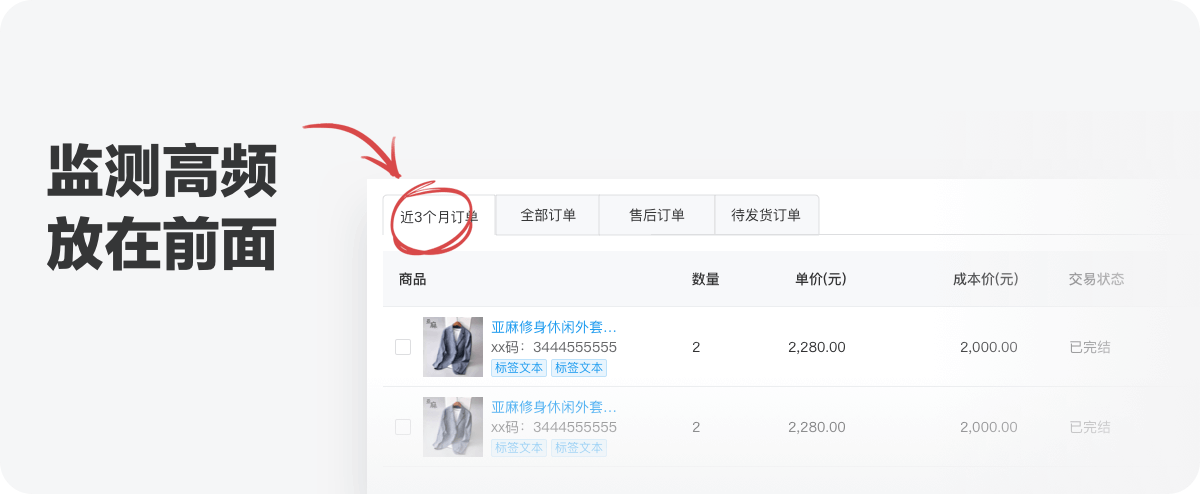 监测高频
放在前面
近3个月订单 全部订单 售后订单 待发货订单
商品 数量 单价(元) 成本价(元) 交易状态
亚麻修身休闲外套...
xx码：3444555555 2 2,280.00 2,000.00 已完结
标签文本 标签文本
亚麻修身休闲外套...
xx码：3444555555 2 2,280.00 2,000.00 已完结
标签文本 标签文本